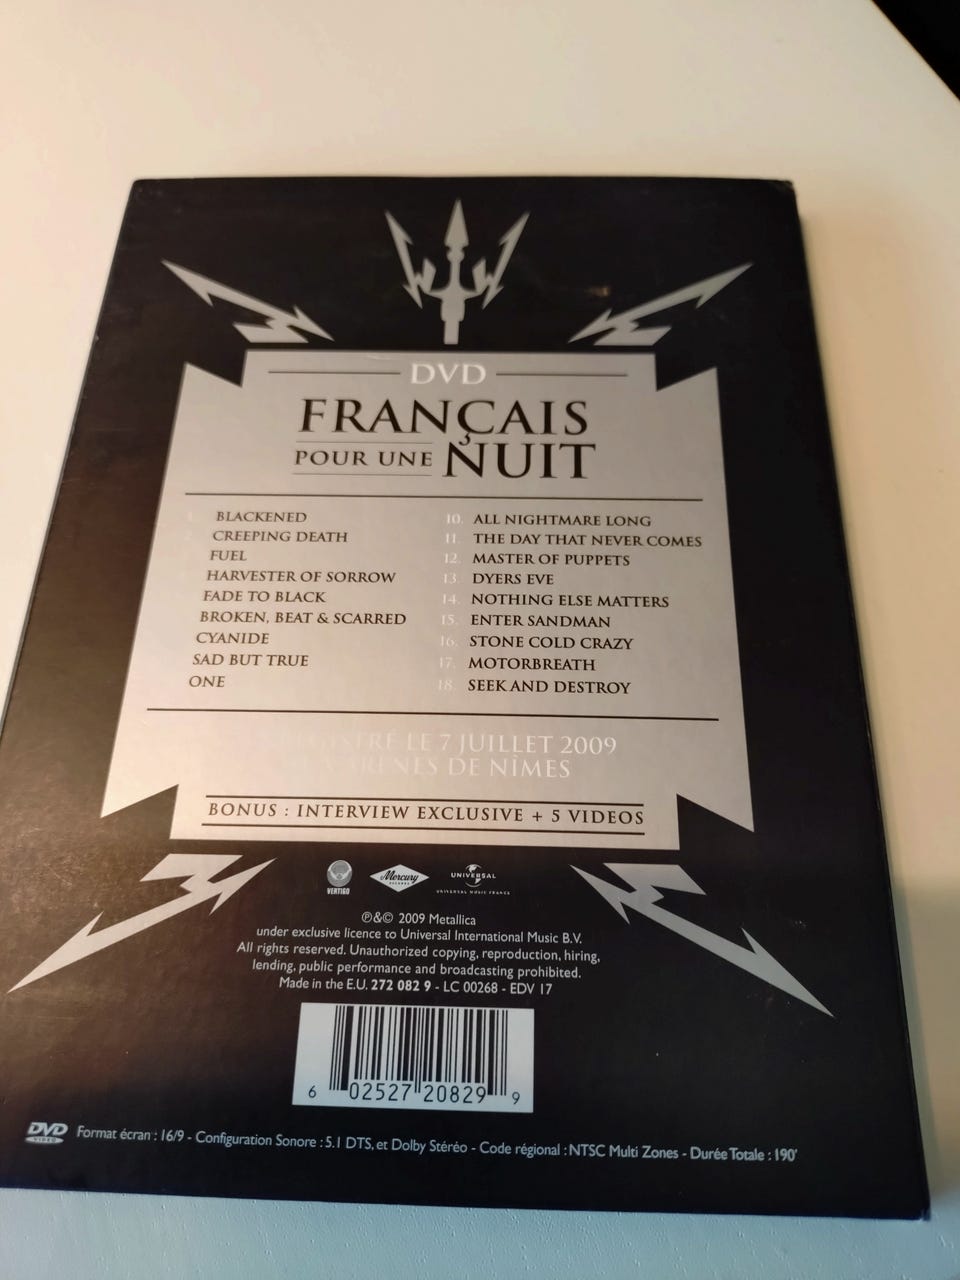 DVD
FRANÇAIS
POUR UNE NUIT
BLACKENED
CREEPING DEATH
FUEL
HARVESTER OF SORROW
FADE TO BLACK
BROKEN, BEAT & SCARRED
CYANIDE
SAD BUT TRUE
ONE
10. ALL NIGHTMARE LONG
11. THE DAY THAT NEVER COMES
12. MASTER OF PUPPETS
13. DYERS EVE
14. NOTHING ELSE MATTERS
15. ENTER SANDMAN
16. STONE COLD CRAZY
17. MOTORBREATH
18. SEEK AND DESTROY
LE 7 JUILLET 2009
ARÈNES DE NÎMES
BONUS : INTERVIEW EXCLUSIVE + 5 VIDEOS
VERTIGO
Mercury
RECORDS
UNIVERSAL
UNIVERSAL MUSIC FRANCE
℗&© 2009 Metallica
under exclusive licence to Universal International Music B.V.
All rights reserved. Unauthorized copying, reproduction, hiring,
lending, public performance and broadcasting prohibited.
Made in the E.U. 272 082 9 - LC 00268 - EDV 17
6 02527 20829 9
DVD VIDEO Format écran : 16/9 - Configuration Sonore : 5.1 DTS, et Dolby Stéréo - Code régional : NTSC Multi Zones - Durée Totale : 190'